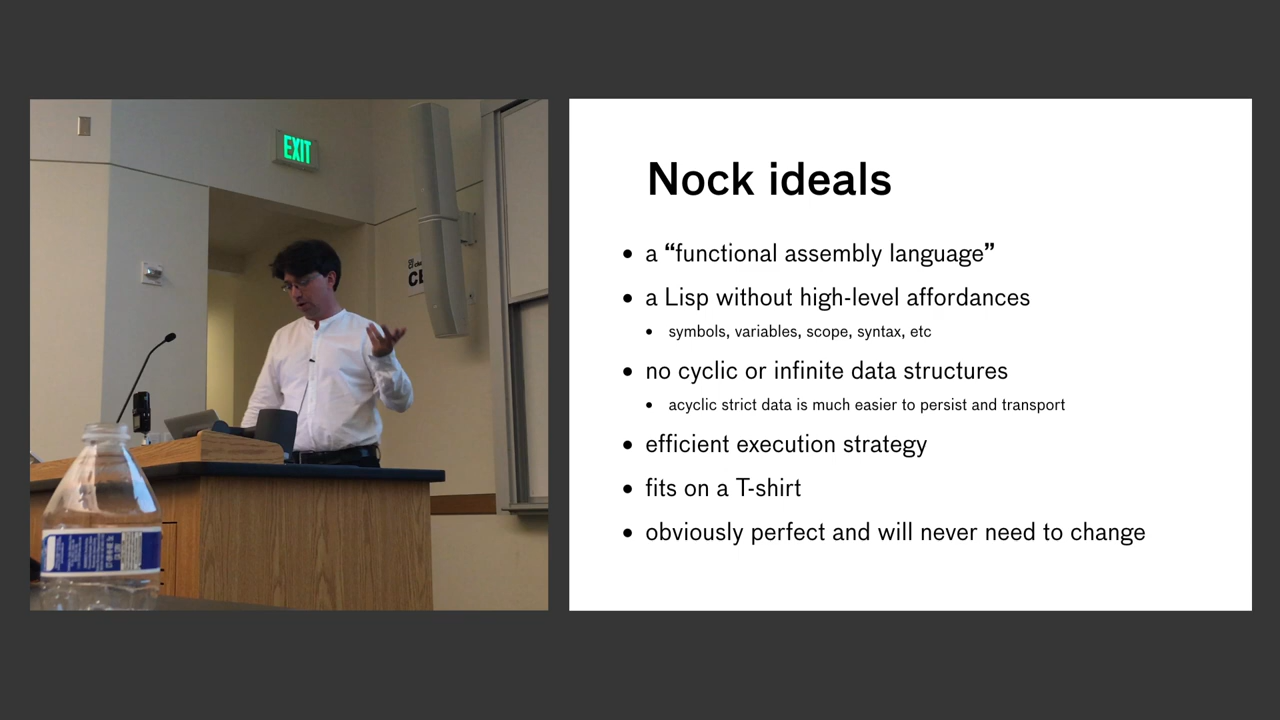 EXIT
Nock ideals
• a “functional assembly language”
• a Lisp without high-level affordances
• symbols, variables, scope, syntax, etc
• no cyclic or infinite data structures
• acyclic strict data is much easier to persist and transport
• efficient execution strategy
• fits on a T-shirt
• obviously perfect and will never need to change